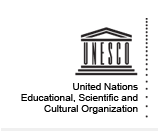 UNESCO
United Nations
Educational, Scientific and
Cultural Organization